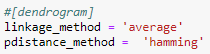 #[dendrogram]
linkage_method = 'average'
pdistance_method = 'hamming'